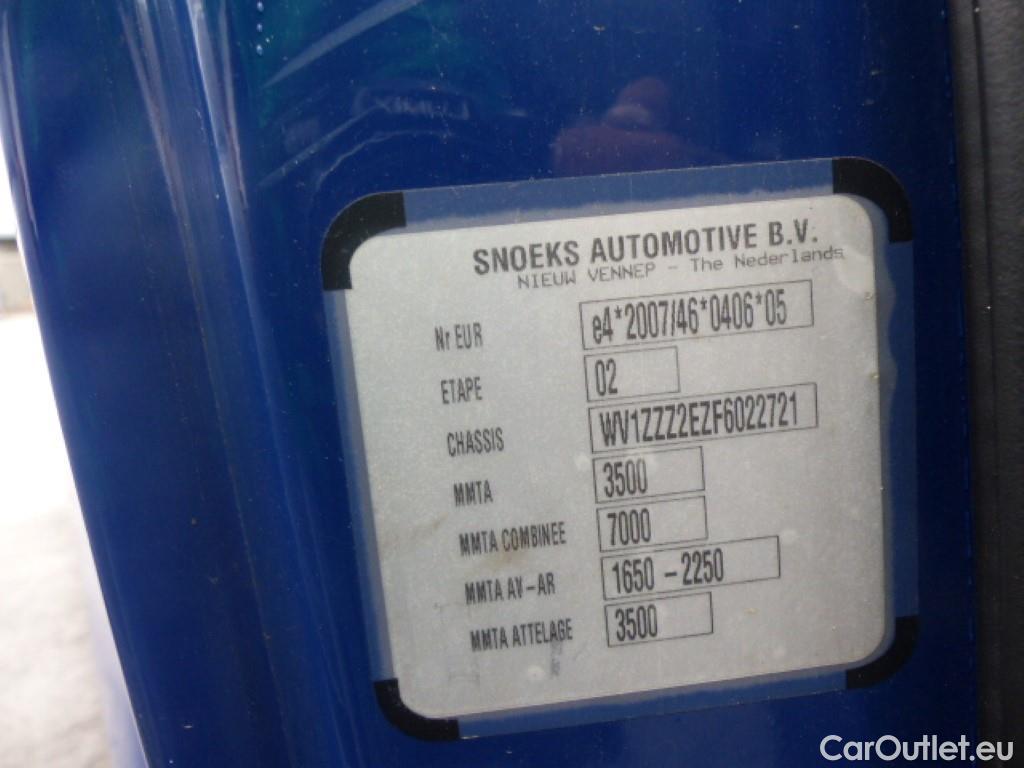 SNOEKS AUTOMOTIVE B.V.
NIEUW VENNEP - The Nederlands
Nr EUR e4*2007/46*0406*05
ETAPE 02
CHASSIS WV1ZZZ2EZF6022721
MMTA 3500
MMTA COMBINEE 7000
MMTA AV-AR 1650 - 2250
MMTA ATTELAGE 3500
CarOutlet.eu